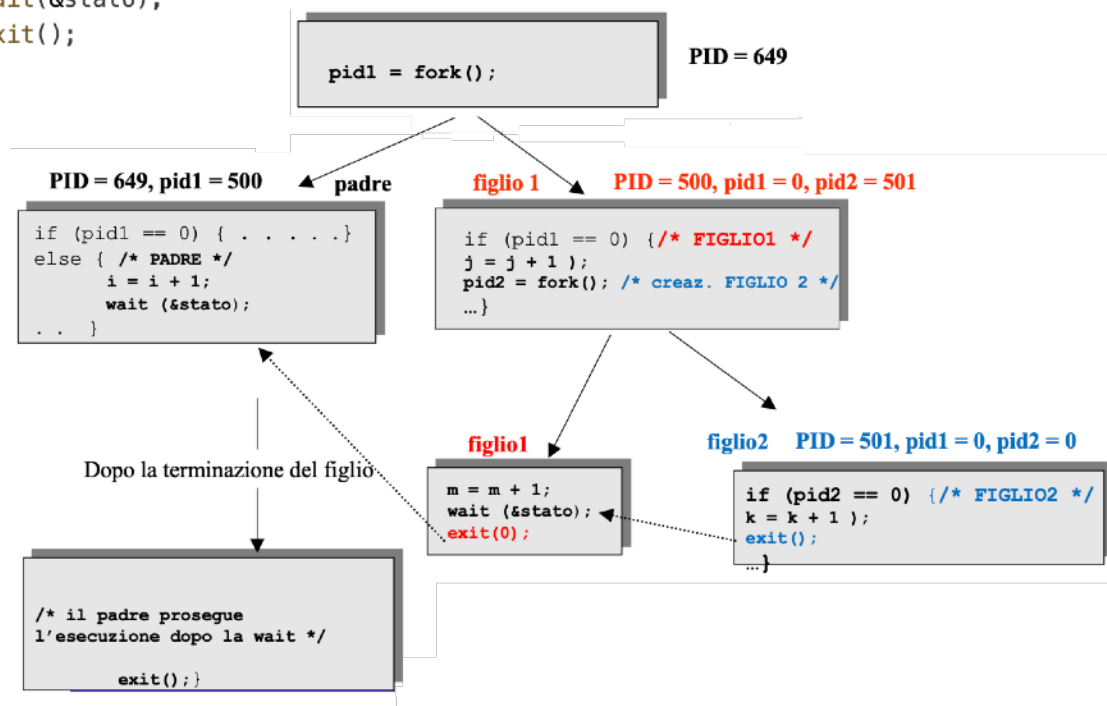 ait(&stato);
xit();
pid1 = fork();
PID = 649
PID = 649, pid1 = 500
padre
figlio 1
PID = 500, pid1 = 0, pid2 = 501
if (pid1 == 0) { . . . . .}
else { /* PADRE */
i = i + 1;
wait (&stato);
. . }
if (pid1 == 0) {/* FIGLIO1 */
j = j + 1 );
pid2 = fork(); /* creaz. FIGLIO 2 */
…}
Dopo la terminazione del figlio
figlio1
m = m + 1;
wait (&stato);
exit(0);
figlio2
PID = 501, pid1 = 0, pid2 = 0
if (pid2 == 0) {/* FIGLIO2 */
k = k + 1 );
exit();
…}
/* il padre prosegue
l'esecuzione dopo la wait */
exit();}